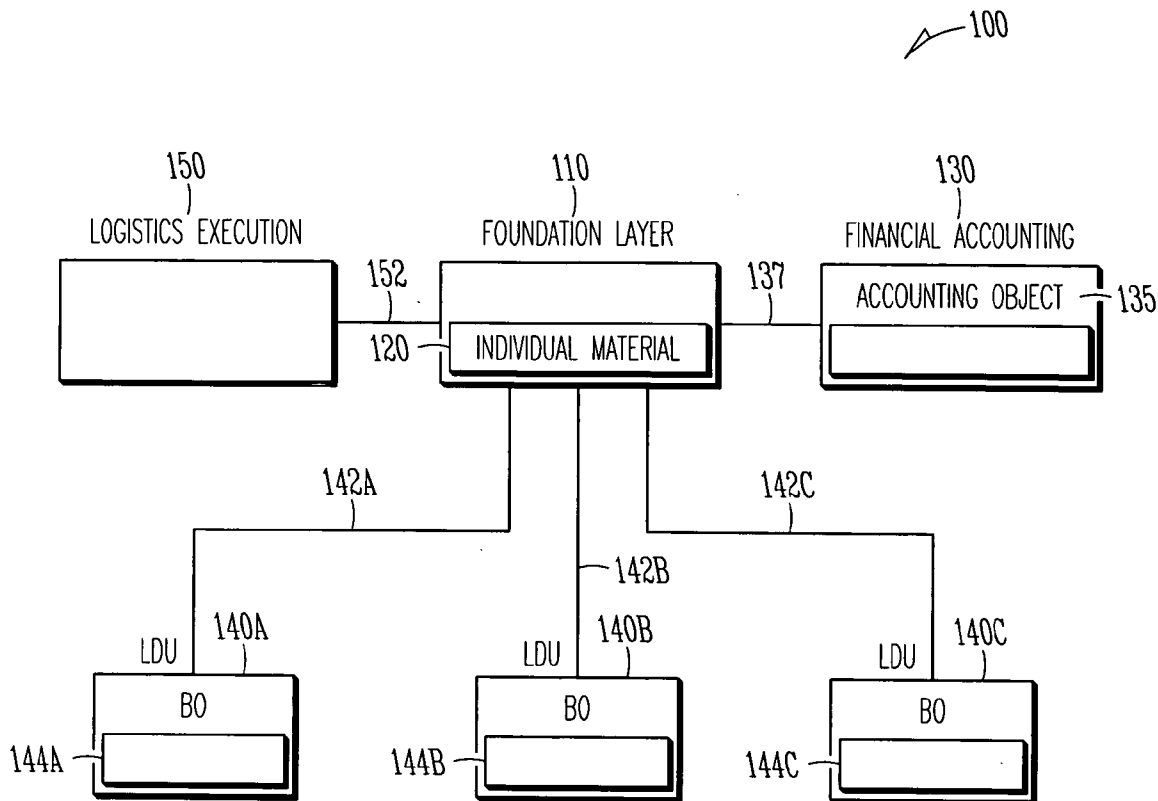 100
150
110
130
LOGISTICS EXECUTION
FOUNDATION LAYER
FINANCIAL ACCOUNTING
152
137
ACCOUNTING OBJECT
135
120
INDIVIDUAL MATERIAL
142A
142C
142B
LDU
140A
LDU
140B
LDU
140C
BO
BO
BO
144A
144B
144C